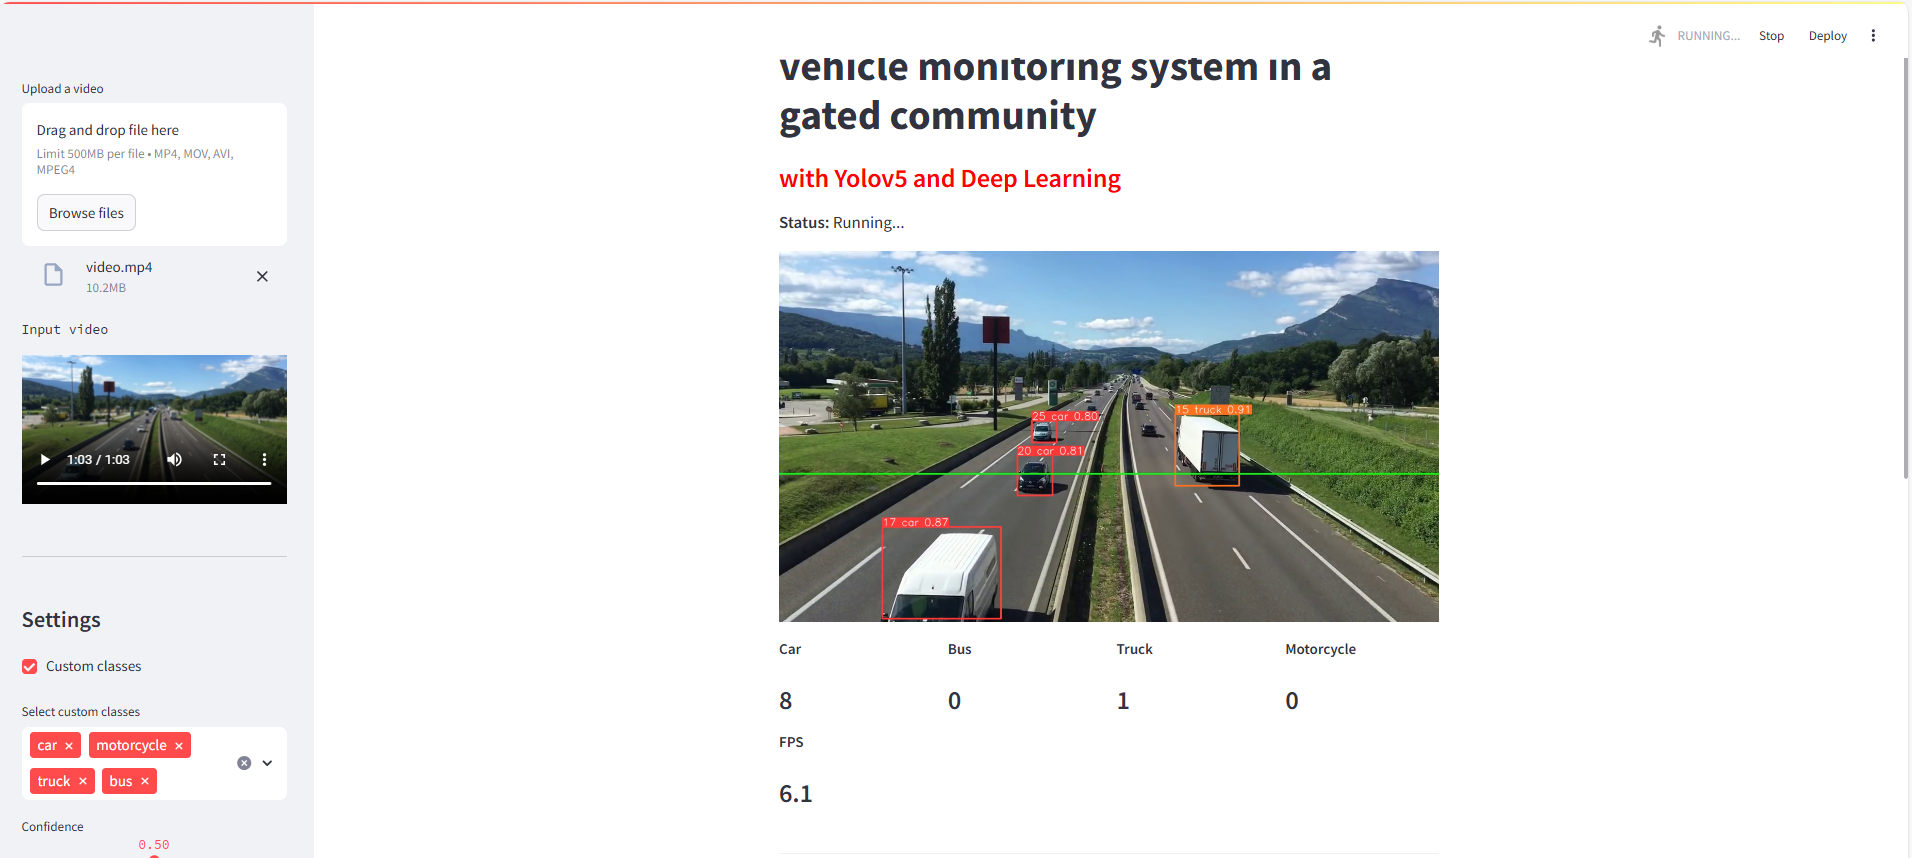 RUNNING...
Stop
Deploy
Upload a video
Drag and drop file here
Limit 500MB per file • MP4, MOV, AVI,
MPEG4
Browse files
video.mp4
10.2MB
Input video
1:03 / 1:03
Settings
Custom classes
Select custom classes
car ×
motorcycle ×
truck ×
bus ×
Confidence
0.50
vehicle monitoring system in a
gated community
with Yolov5 and Deep Learning
Status: Running...
25 car 0.80
15 truck 0.91
20 car 0.81
17 car 0.87
Car
Bus
Truck
Motorcycle
8
0
1
0
FPS
6.1